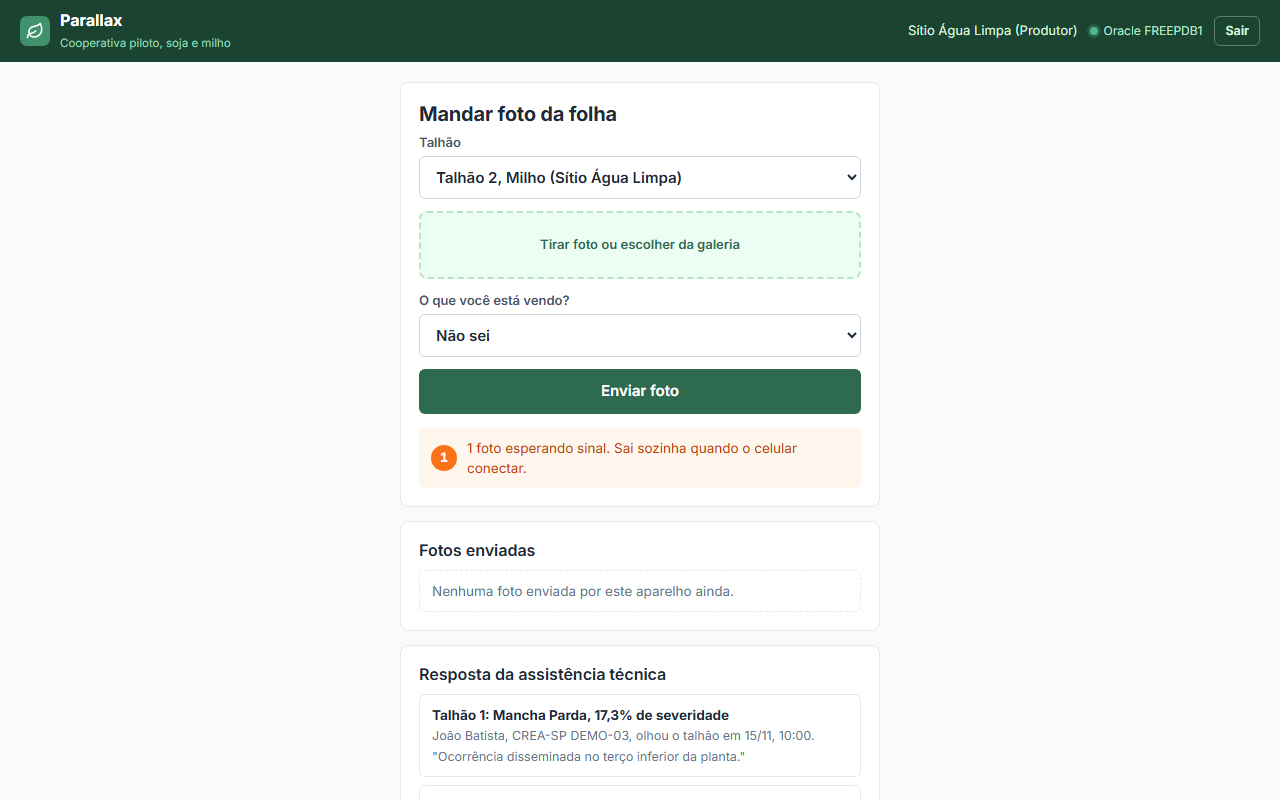 Parallax
Cooperativa piloto, soja e milho
Sítio Água Limpa (Produtor)
Oracle FREEPDB1
Sair
Mandar foto da folha
Talhão
Talhão 2, Milho (Sítio Água Limpa)
Tirar foto ou escolher da galeria
O que você está vendo?
Não sei
Enviar foto
1
1 foto esperando sinal. Sai sozinha quando o celular
conectar.
Fotos enviadas
Nenhuma foto enviada por este aparelho ainda.
Resposta da assistência técnica
Talhão 1: Mancha Parda, 17,3% de severidade
João Batista, CREA-SP DEMO-03, olhou o talhão em 15/11, 10:00.
"Ocorrência disseminada no terço inferior da planta."